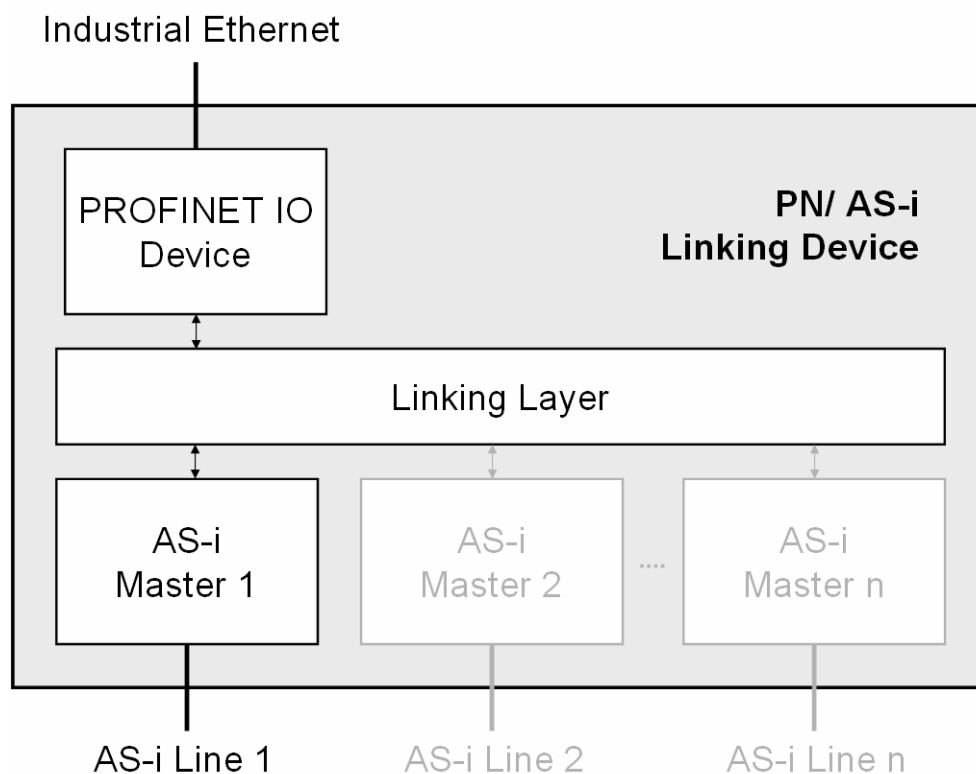 Industrial Ethernet
PROFINET IO
Device
PN/ AS-i
Linking Device
Linking Layer
AS-i
Master 1
AS-i
Master 2
....
AS-i
Master n
AS-i Line 1
AS-i Line 2
AS-i Line n